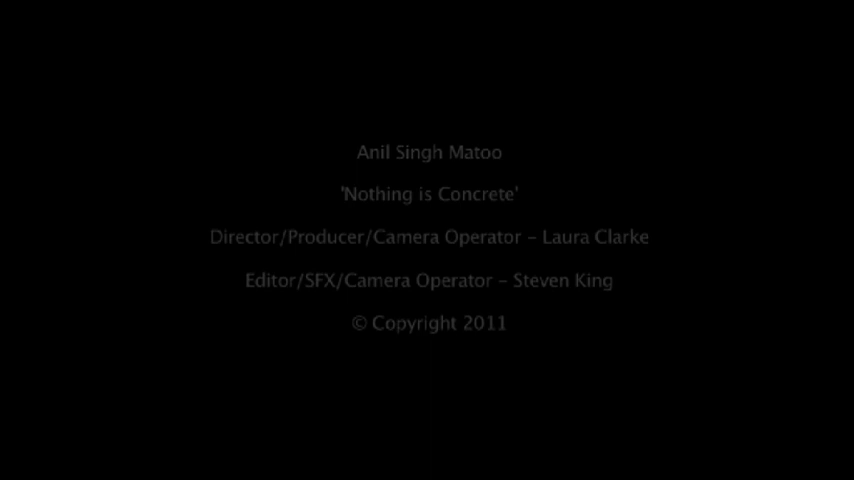 Anil Singh Matoo
'Nothing is Concrete'
Director/Producer/Camera Operator – Laura Clarke
Editor/SFX/Camera Operator – Steven King
© Copyright 2011